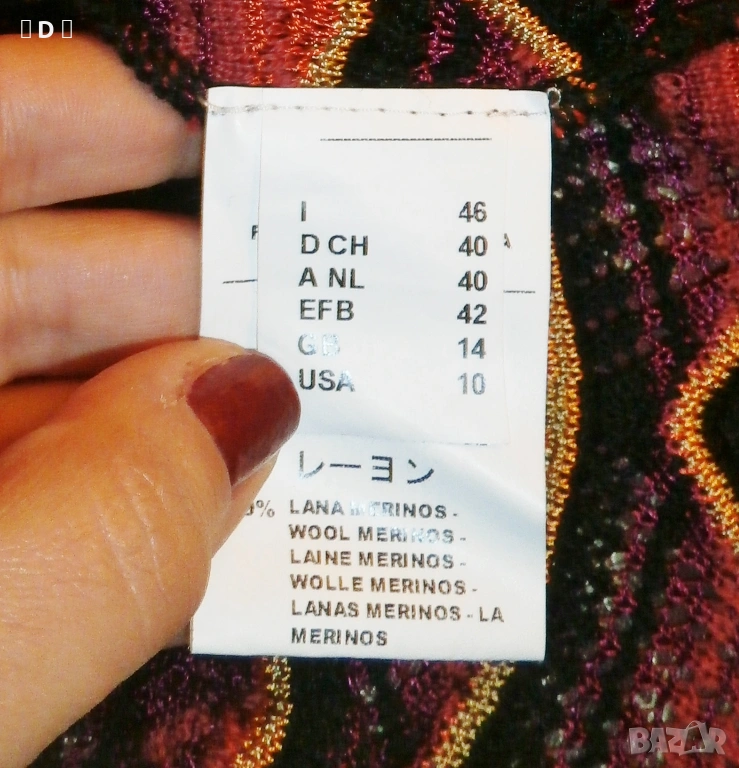 D
I 46
D CH 40
A NL 40
EFB 42
GB 14
USA 10
レーヨン
% LANA MERINOS -
WOOL MERINOS -
LAINE MERINOS -
WOLLE MERINOS -
LANAS MERINOS - LA
MERINOS
BAZAR